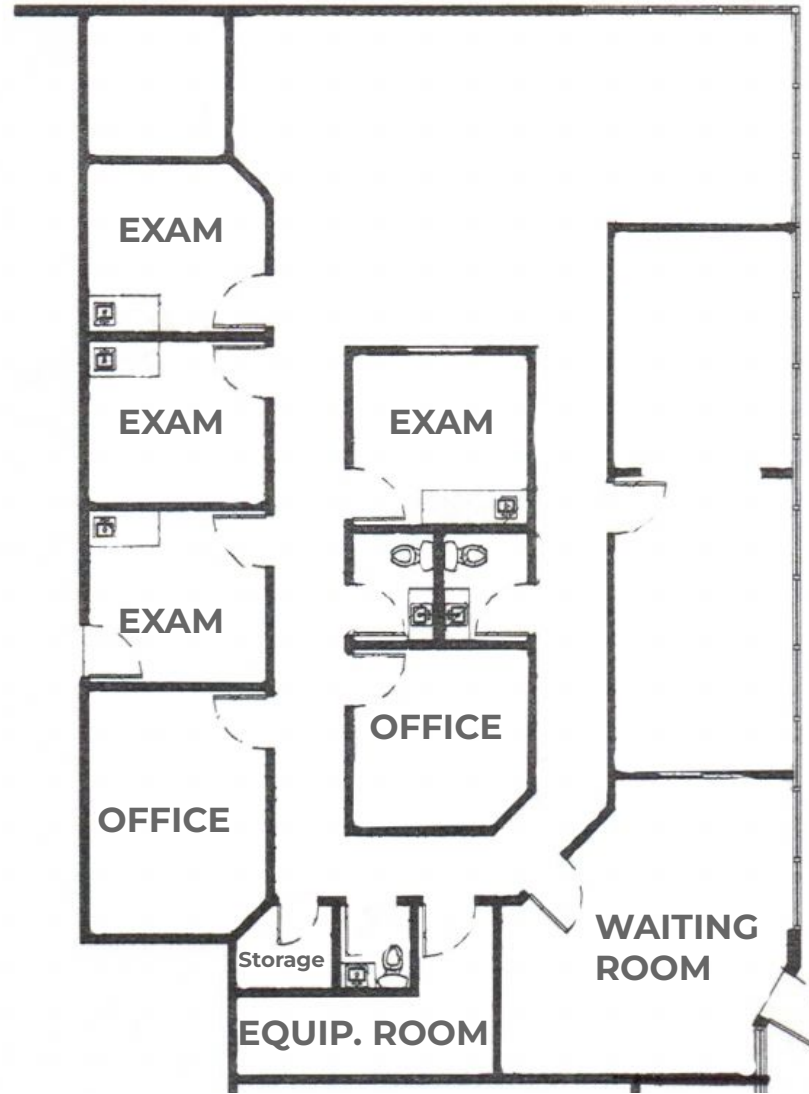 EXAM
EXAM
EXAM
EXAM
OFFICE
OFFICE
WAITING
ROOM
Storage
EQUIP. ROOM